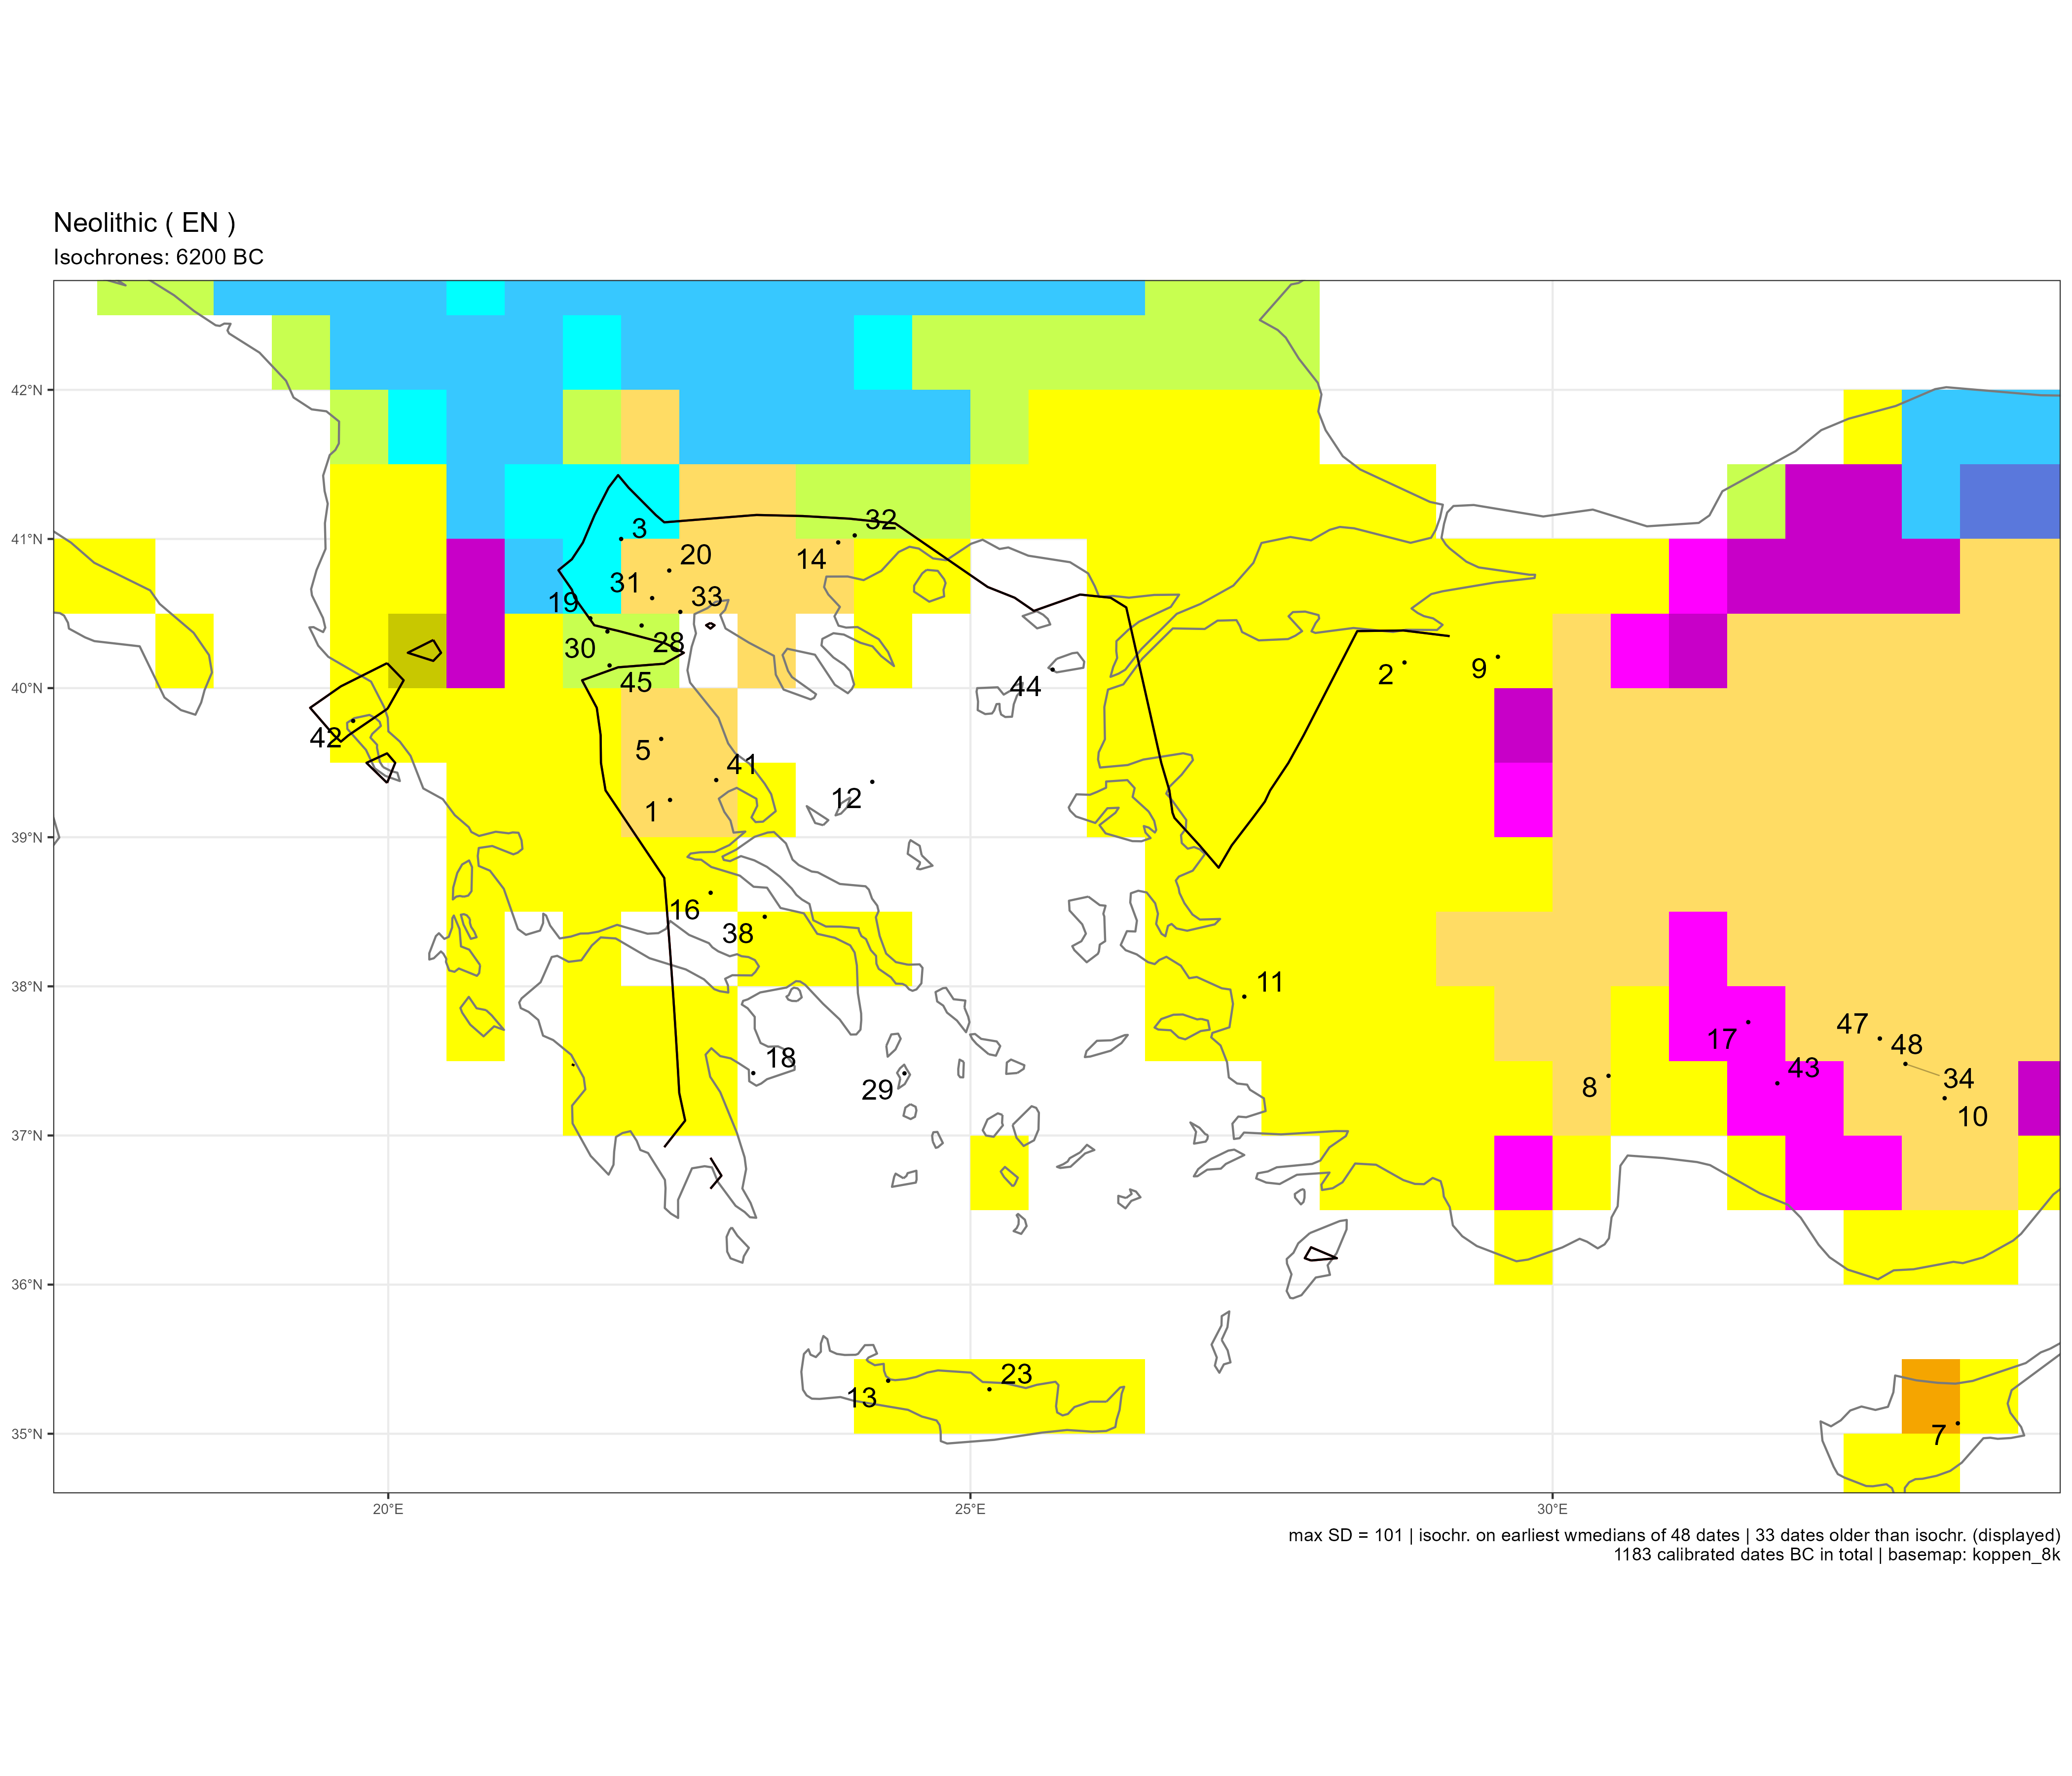 Neolithic ( EN )
Isochrones: 6200 BC
42°N
41°N
40°N
39°N
38°N
37°N
36°N
35°N
32
3
20
14
31
33
19
28
30
45
44
2
9
42
5
41
12
1
16
38
11
17
47
48
18
29
43
34
8
10
23
13
7
20°E
25°E
30°E
max SD = 101 | isochr. on earliest wmedians of 48 dates | 33 dates older than isochr. (displayed)
1183 calibrated dates BC in total | basemap: koppen_8k